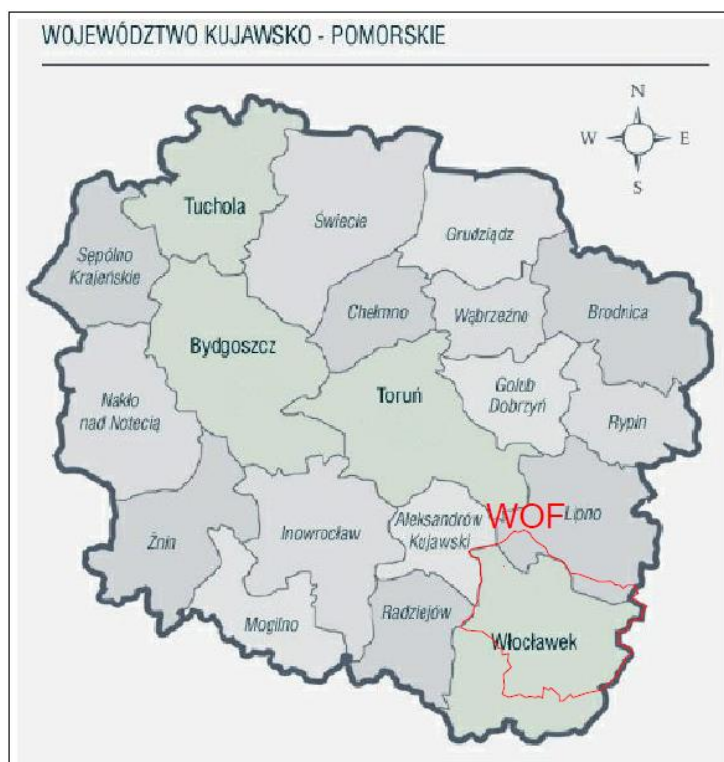 WOJEWÓDZTWO KUJAWSKO - POMORSKIE
N
W E
S
Tuchola
Świecie
Grudziądz
Sępólno
Krajeńskie
Chełmno
Wąbrzeźno
Brodnica
Bydgoszcz
Toruń
Golub
Dobrzyń
Rypin
Nakło
nad Notecią
WOF
Lipno
Aleksandrów
Kujawski
Inowrocław
Żnin
Radziejów
Mogilno
Włocławek